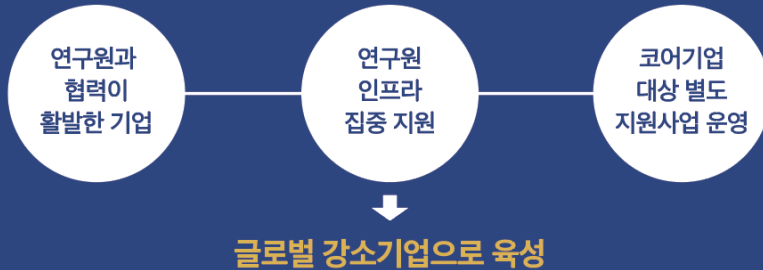 연구원과
협력이
활발한 기업
연구원
인프라
집중 지원
코어기업
대상 별도
지원사업 운영
글로벌 강소기업으로 육성